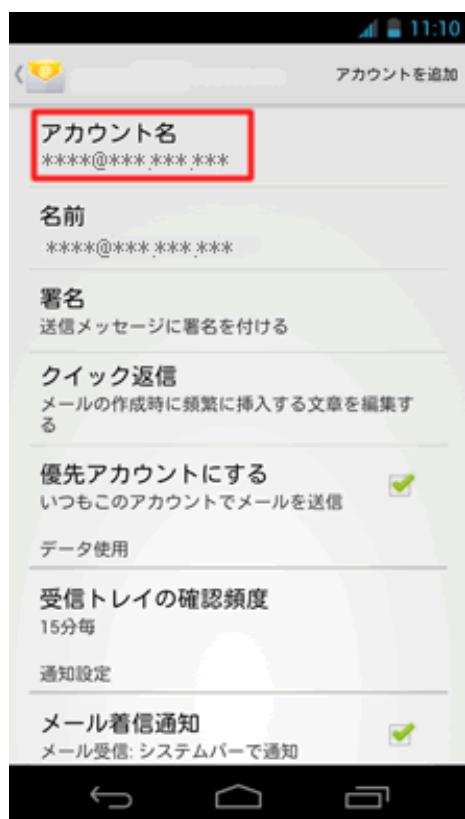 11:10
アカウントを追加
アカウント名
****@***.***.***
名前
****@***.***.***
署名
送信メッセージに署名を付ける
クイック返信
メールの作成時に頻繁に挿入する文章を編集す
る
優先アカウントにする
いつもこのアカウントでメールを送信
データ使用
受信トレイの確認頻度
15分毎
通知設定
メール着信通知
メール受信: システムバーで通知